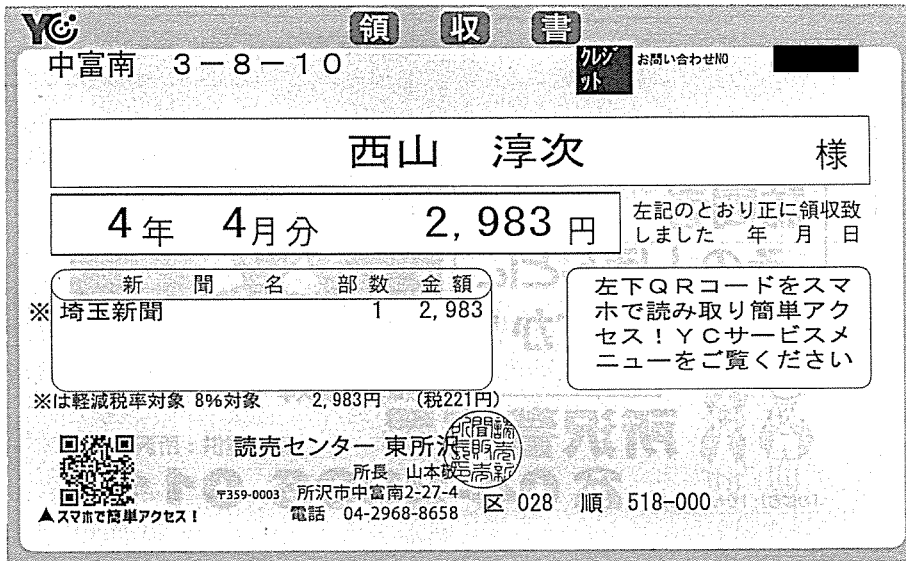 YC 領収書
中富南 3-8-10
クレジット
お問い合わせNO
西山 淳次 様
4年 4月分 2,983円
左記のとおり正に領収致
しました 年 月 日
新聞名 部数 金額
※埼玉新聞 1 2,983
左下QRコードをスマ
ホで読み取り簡単アク
セス!YCサービスメ
ニューをご覧ください
※は軽減税率対象 8%対象 2,983円 (税221円)
読売センター 東所沢
所長 山本敬
〒359-0003 所沢市中富南2-27-4
電話 04-2968-8658
区 028 順 518-000
▲スマホで簡単アクセス!